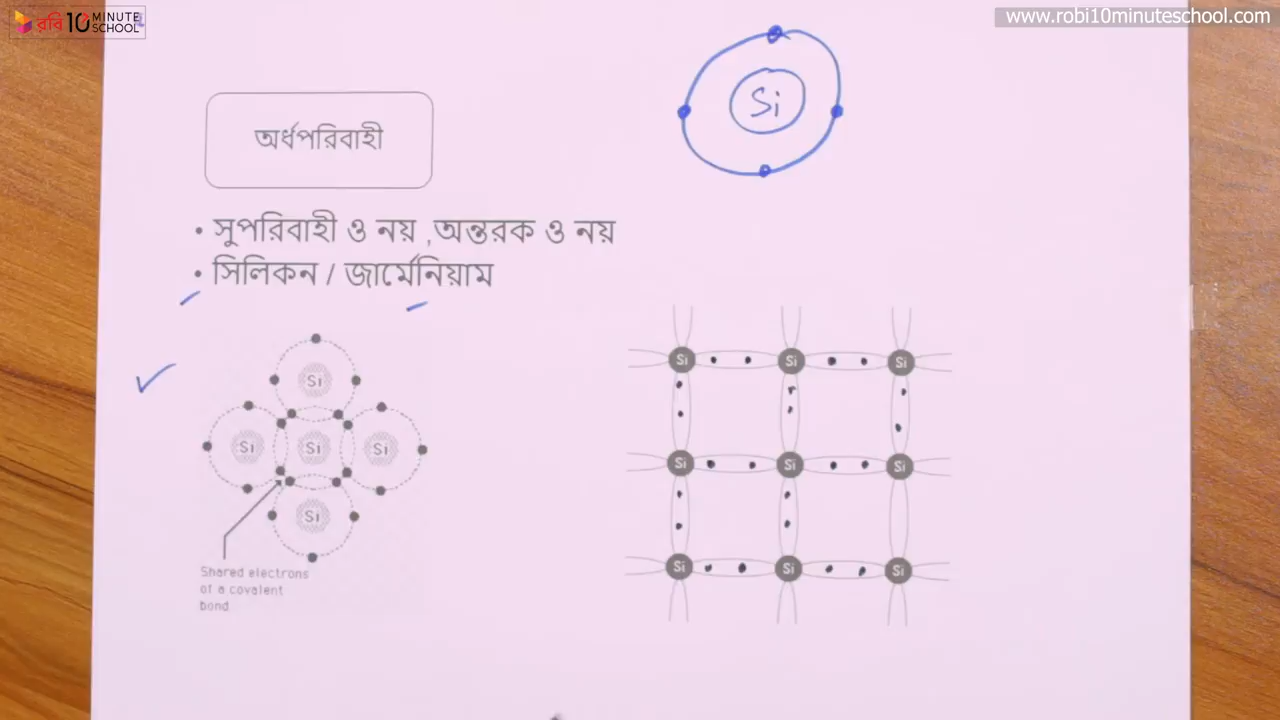 রবি 10 MINUTE SCHOOL
www.robi10minuteschool.com
Si
অর্ধপরিবাহী
• সুপরিবাহী ও নয় ,অন্তরক ও নয়
• সিলিকন / জার্মেনিয়াম
Si
Si Si Si
Si
Shared electrons
of a covalent
bond
Si Si Si
Si Si Si
Si Si Si